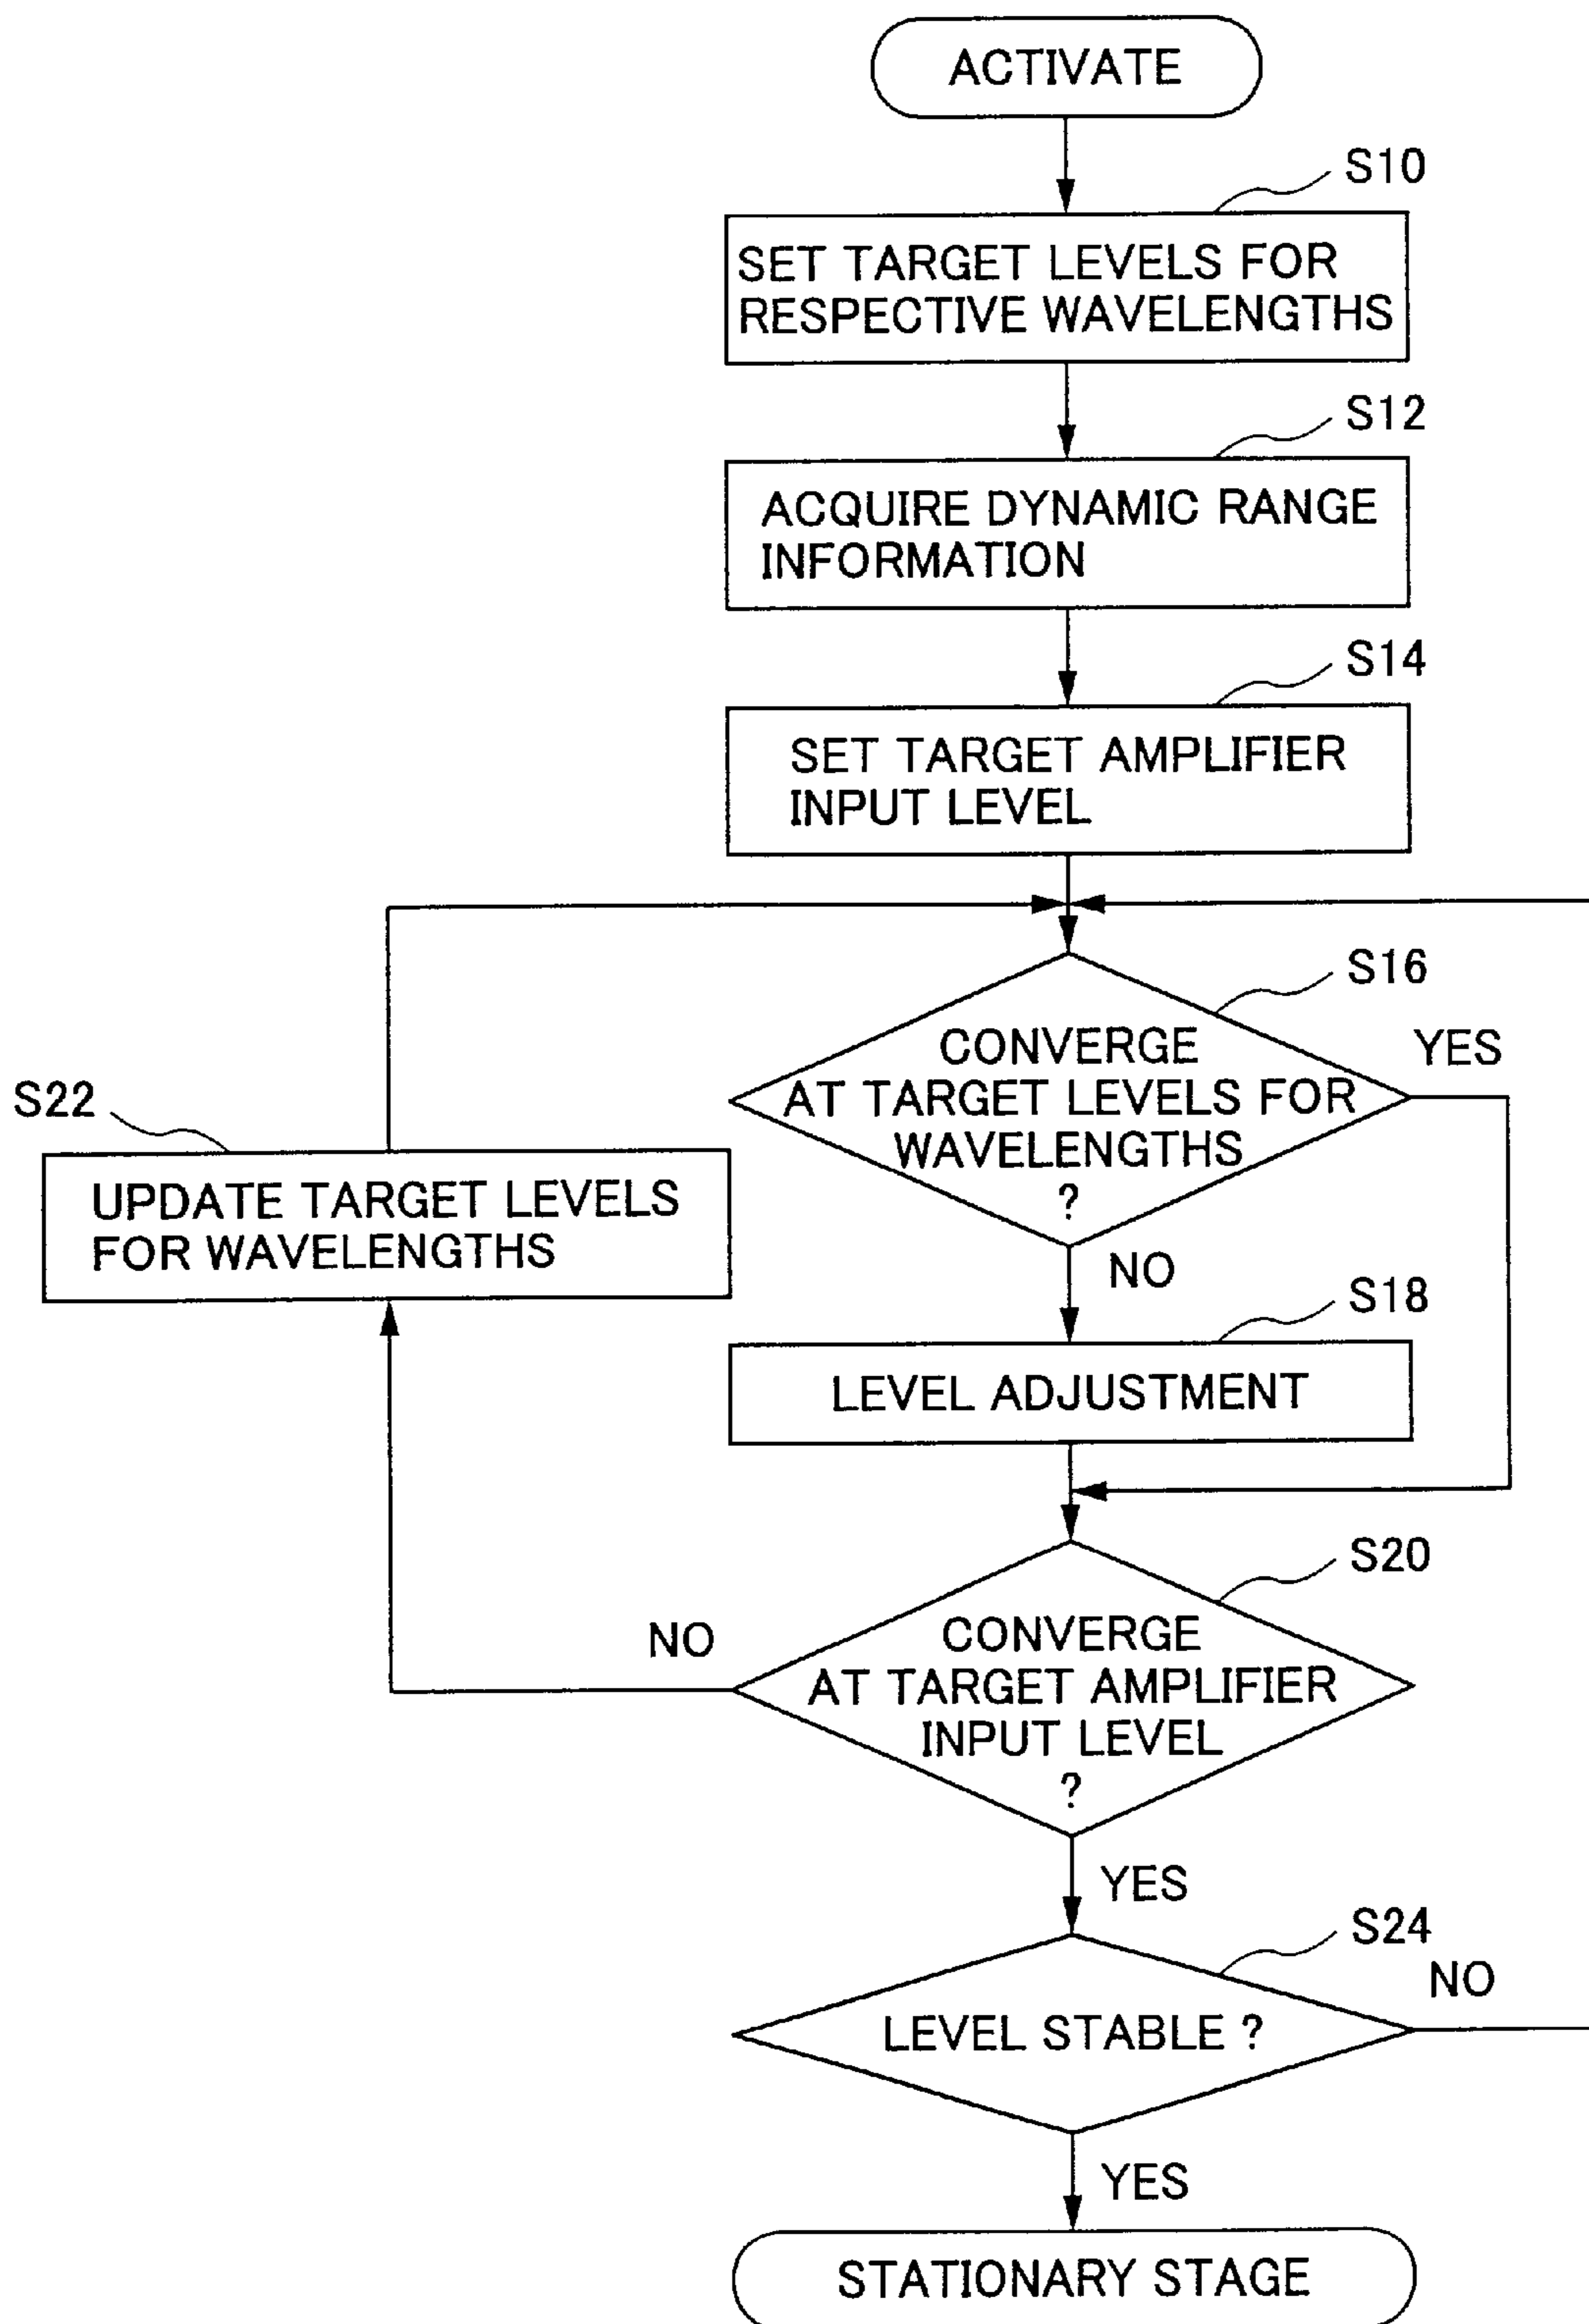 ACTIVATE
S10
SET TARGET LEVELS FOR
RESPECTIVE WAVELENGTHS
S12
ACQUIRE DYNAMIC RANGE
INFORMATION
S14
SET TARGET AMPLIFIER
INPUT LEVEL
S16
CONVERGE
AT TARGET LEVELS FOR
WAVELENGTHS
?
YES
S22
UPDATE TARGET LEVELS
FOR WAVELENGTHS
NO
S18
LEVEL ADJUSTMENT
S20
NO
CONVERGE
AT TARGET AMPLIFIER
INPUT LEVEL
?
YES
S24
NO
LEVEL STABLE ?
YES
STATIONARY STAGE